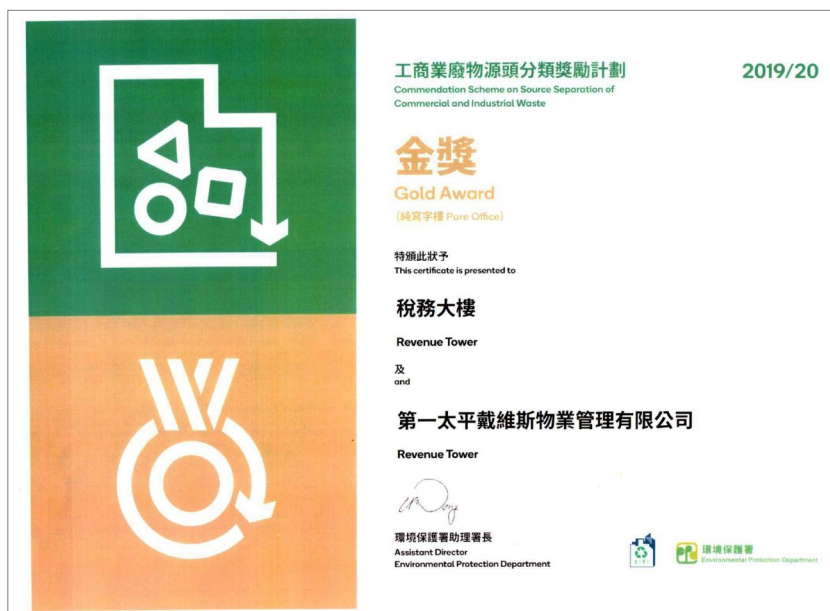 工商業廢物源頭分類獎勵計劃
2019/20
Commendation Scheme on Source Separation of
Commercial and Industrial Waste
金獎
Gold Award
(純寫字樓 Pure Office)
特頒此狀予
This certificate is presented to
稅務大樓
Revenue Tower
及
and
第一太平戴維斯物業管理有限公司
Revenue Tower
環境保護署助理署長
Assistant Director
Environmental Protection Department
環境保護署
Environmental Protection Department